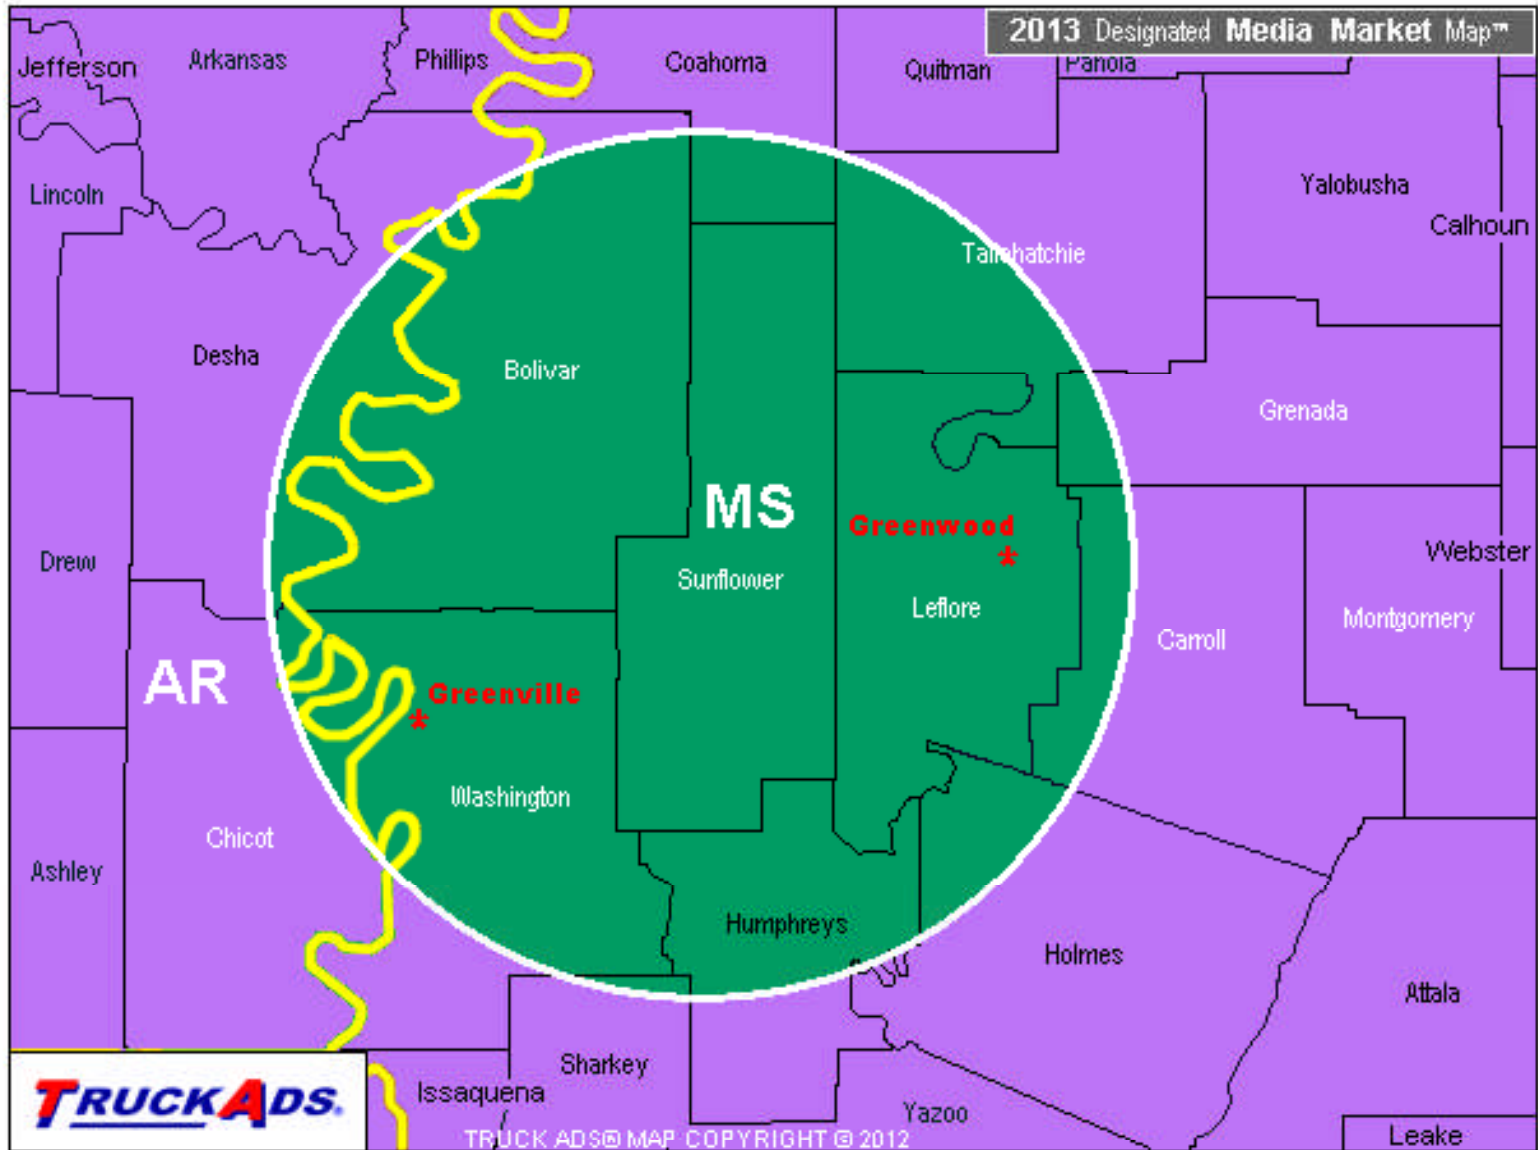 2013 Designated Media Market Map™
Jefferson
Arkansas
Phillips
Coahoma
Quitman
Panola
Lincoln
Yalobusha
Calhoun
Tallahatchie
Desha
Bolivar
Grenada
MS
Greenwood
*
Drew
Sunflower
Leflore
Webster
Montgomery
Carroll
AR
Greenville
*
Washington
Chicot
Ashley
Humphreys
Holmes
Attala
Sharkey
Issaquena
Yazoo
TRUCKADS.
TRUCK ADS® MAP COPYRIGHT © 2012
Leake